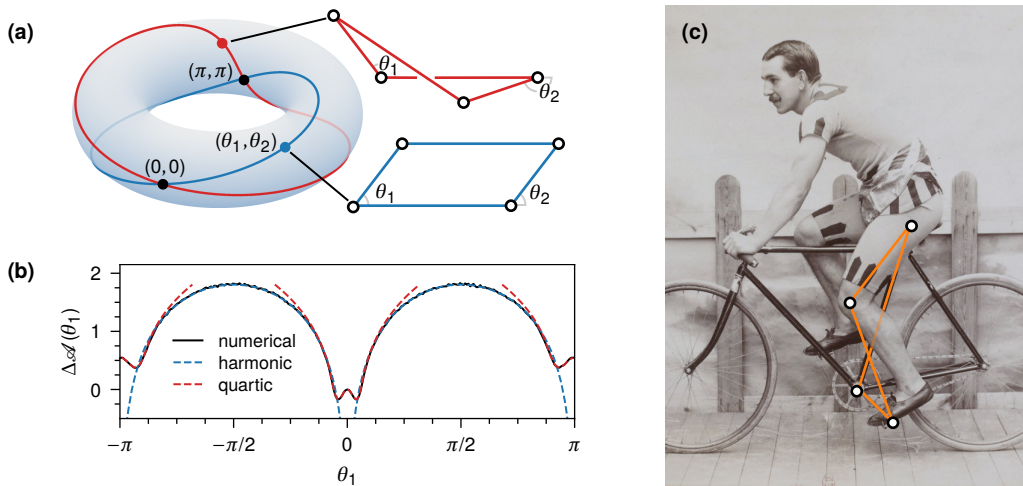 (a)
θ1
(π, π)
θ2
(θ1, θ2)
(0, 0)
θ1
θ2
(b)
2
1
0
Δ𝒜(θ1)
numerical
harmonic
quartic
−π
−π/2
0
π/2
π
θ1
(c)